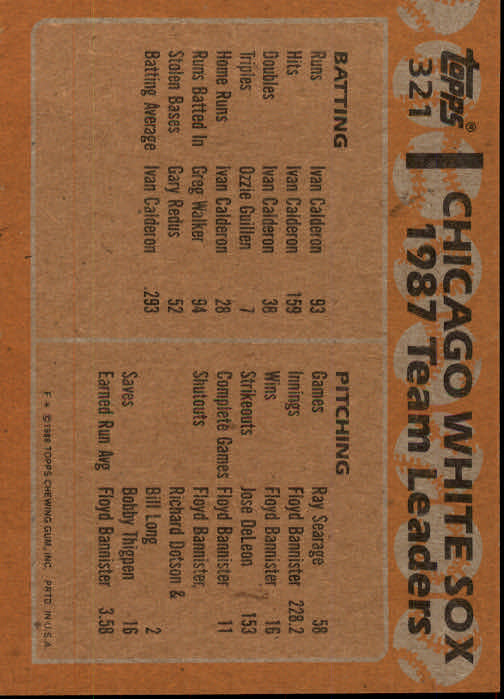 topps®
321
CHICAGO WHITE SOX
1987 Team Leaders
BATTING
Runs Ivan Calderon 93
Hits Ivan Calderon 159
Doubles Ivan Calderon 38
Triples Ozzie Guillen 7
Home Runs Ivan Calderon 28
Runs Batted In Greg Walker 94
Stolen Bases Gary Redus 52
Batting Average Ivan Calderon .293
PITCHING
Games Ray Searage 58
Innings Floyd Bannister 228.2
Wins Floyd Bannister 16
Strikeouts Jose DeLeon 153
Complete Games Floyd Bannister 11
Shutouts Floyd Bannister,
Richard Dotson &
Bill Long 2
Saves Bobby Thigpen 16
Earned Run Avg Floyd Bannister 3.58
F * ©1988 TOPPS CHEWING GUM, INC. PRTD. IN U.S.A.